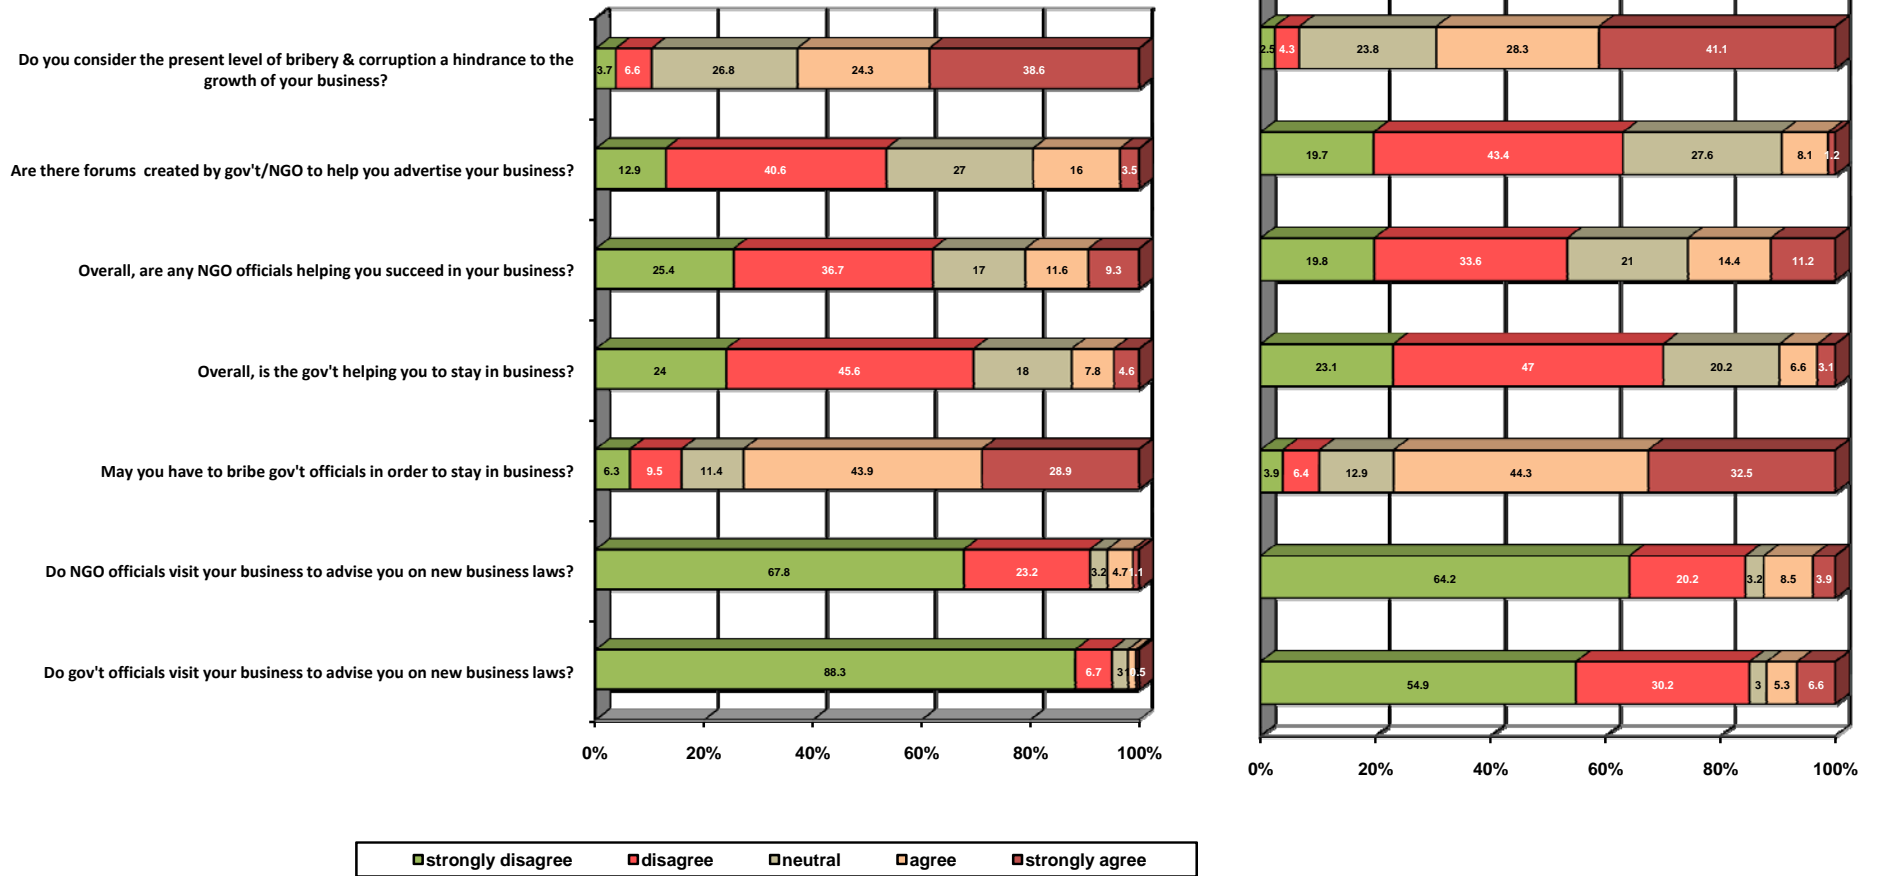 Do you consider the present level of bribery & corruption a hindrance to the
growth of your business?
3.7 6.6 26.8 24.3 38.6
2.5 4.3 23.8 28.3 41.1
Are there forums created by gov't/NGO to help you advertise your business?
12.9 40.6 27 16 3.5
19.7 43.4 27.6 8.1 1.2
Overall, are any NGO officials helping you succeed in your business?
25.4 36.7 17 11.6 9.3
19.8 33.6 21 14.4 11.2
Overall, is the gov't helping you to stay in business?
24 45.6 18 7.8 4.6
23.1 47 20.2 6.6 3.1
May you have to bribe gov't officials in order to stay in business?
6.3 9.5 11.4 43.9 28.9
3.9 6.4 12.9 44.3 32.5
Do NGO officials visit your business to advise you on new business laws?
67.8 23.2 3.2 4.7
64.2 20.2 3.2 8.5 3.9
Do gov't officials visit your business to advise you on new business laws?
88.3 6.7 3
54.9 30.2 3 5.3 6.6
0% 20% 40% 60% 80% 100%
0% 20% 40% 60% 80% 100%
strongly disagree disagree neutral agree strongly agree